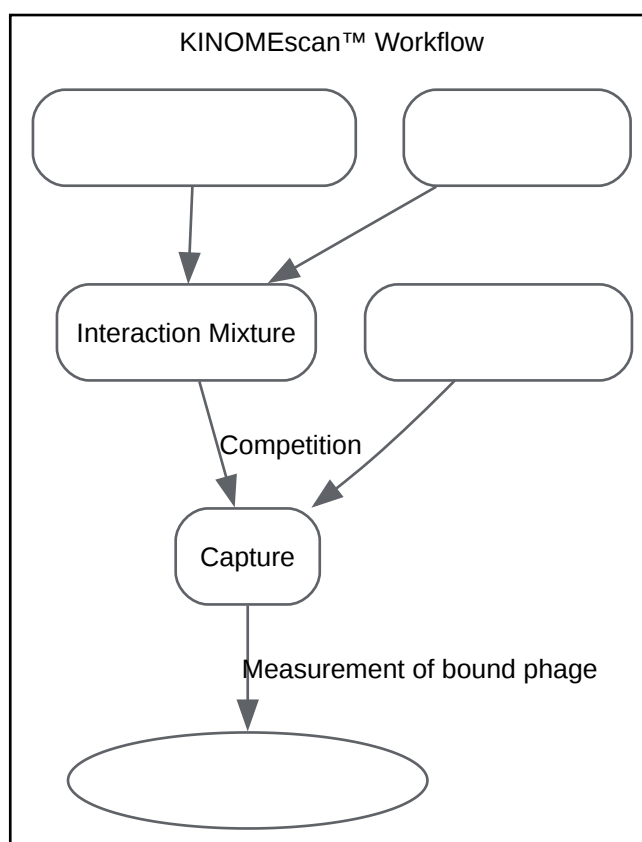 KINOMEscan™ Workflow
Interaction Mixture
Competition
Capture
Measurement of bound phage